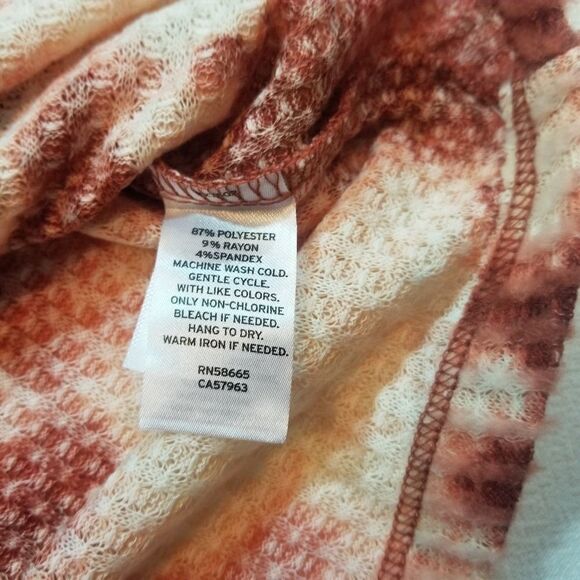 87% POLYESTER
9% RAYON
4%SPANDEX
MACHINE WASH COLD.
GENTLE CYCLE.
WITH LIKE COLORS.
ONLY NON-CHLORINE
BLEACH IF NEEDED.
HANG TO DRY.
WARM IRON IF NEEDED.
RN58665
CA57963